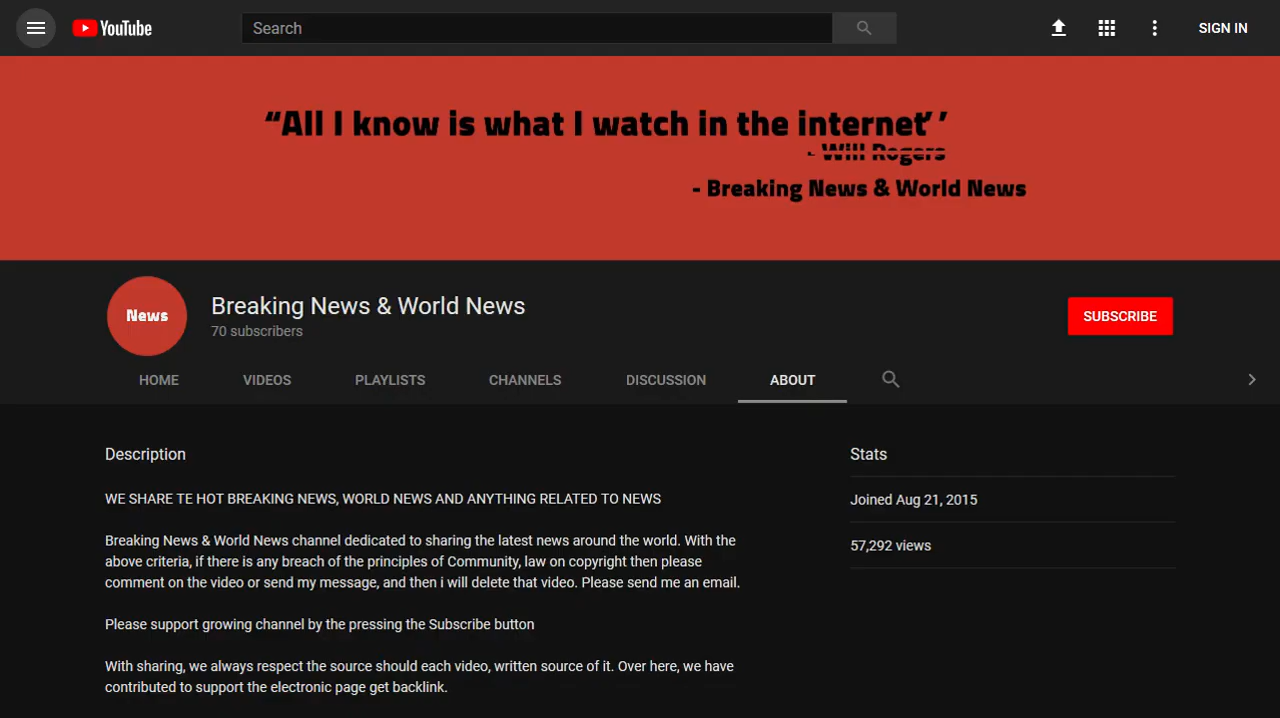 YouTube
Search
SIGN IN
“All I know is what I watch in the internet’’
- Will Rogers
- Breaking News & World News
News
Breaking News & World News
70 subscribers
SUBSCRIBE
HOME VIDEOS PLAYLISTS CHANNELS DISCUSSION ABOUT
Description
WE SHARE TE HOT BREAKING NEWS, WORLD NEWS AND ANYTHING RELATED TO NEWS
Breaking News & World News channel dedicated to sharing the latest news around the world. With the
above criteria, if there is any breach of the principles of Community, law on copyright then please
comment on the video or send my message, and then i will delete that video. Please send me an email.
Please support growing channel by the pressing the Subscribe button
With sharing, we always respect the source should each video, written source of it. Over here, we have
contributed to support the electronic page get backlink.
Stats
Joined Aug 21, 2015
57,292 views